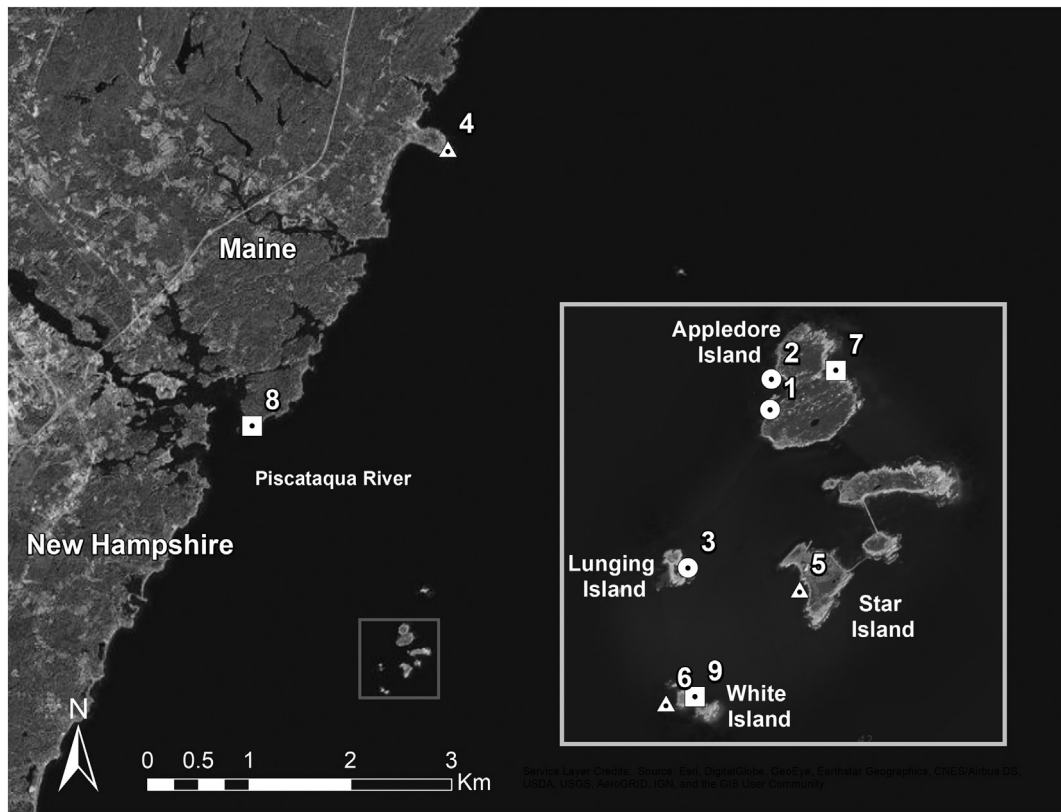 4
Maine
Appledore
Island
2
7
1
8
Piscataqua River
New Hampshire
Lunging
Island
3
5
Star
Island
6
9
White
Island
N
0
0.5
1
2
3
Km
Service Layer Credits: Source: Esri, DigitalGlobe, GeoEye, Earthstar Geographics, CNES/Airbus DS,
USDA, USGS, AeroGRID, IGN, and the GIS User Community